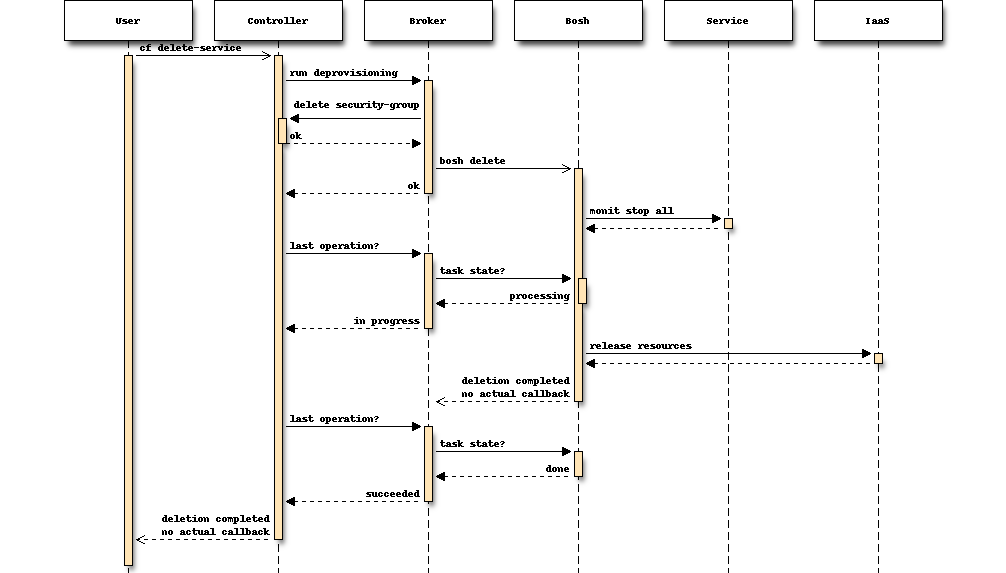 User
Controller
Broker
Bosh
Service
IaaS
cf delete-service
run deprovisioning
delete security-group
ok
bosh delete
ok
monit stop all
last operation?
task state?
processing
in progress
release resources
deletion completed
no actual callback
last operation?
task state?
done
succeeded
deletion completed
no actual callback